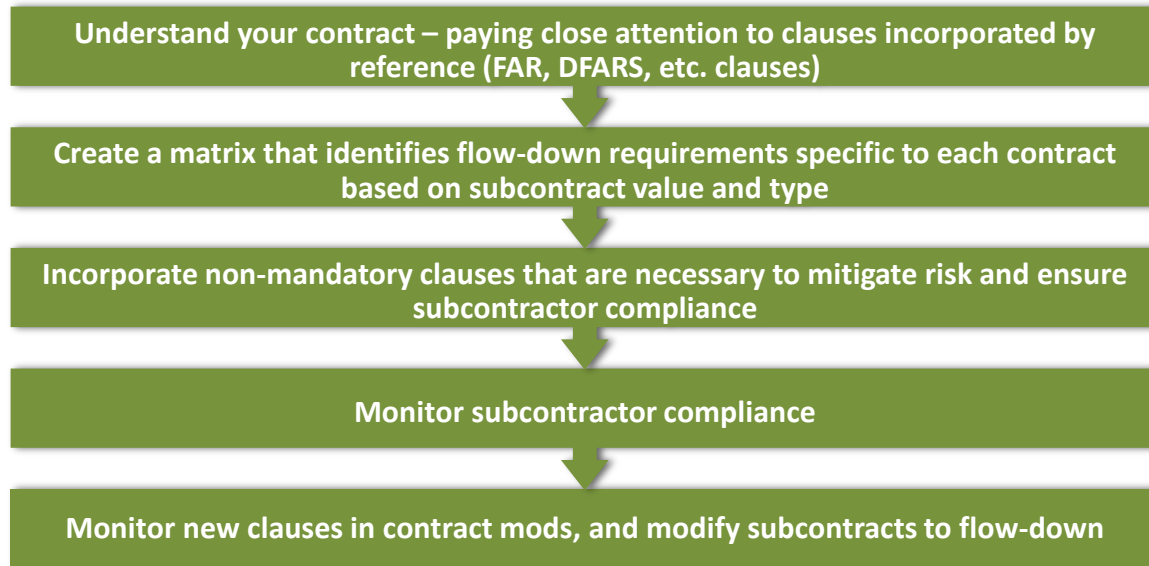 Understand your contract – paying close attention to clauses incorporated by
reference (FAR, DFARS, etc. clauses)
Create a matrix that identifies flow-down requirements specific to each contract
based on subcontract value and type
Incorporate non-mandatory clauses that are necessary to mitigate risk and ensure
subcontractor compliance
Monitor subcontractor compliance
Monitor new clauses in contract mods, and modify subcontracts to flow-down